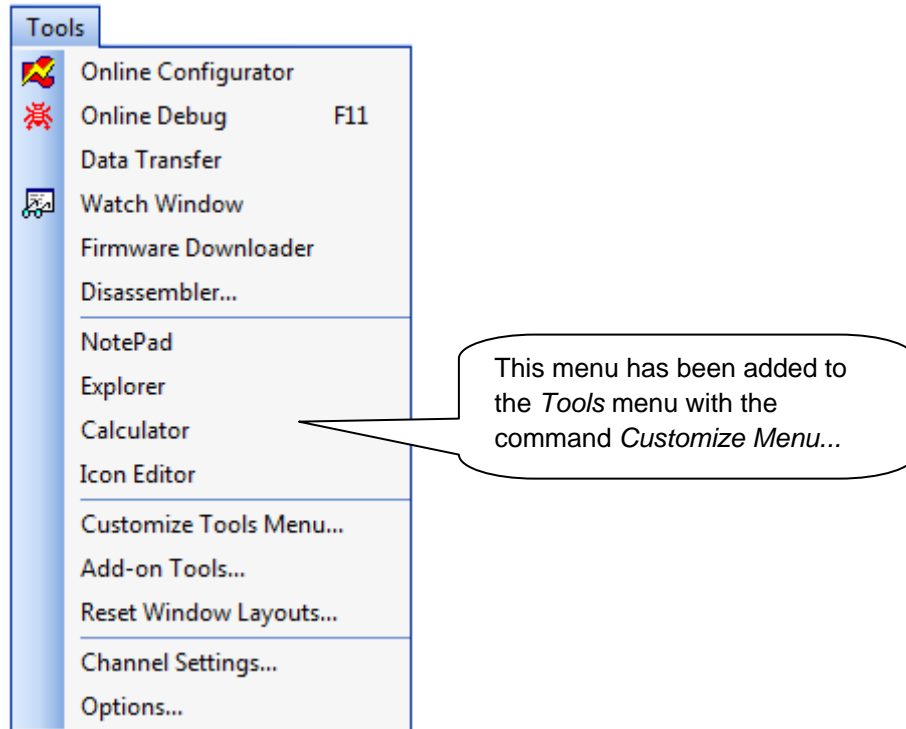 Tools
Online Configurator
Online Debug F11
Data Transfer
Watch Window
Firmware Downloader
Disassembler...
NotePad
Explorer
Calculator
Icon Editor
Customize Tools Menu...
Add-on Tools...
Reset Window Layouts...
Channel Settings...
Options...
This menu has been added to
the Tools menu with the
command Customize Menu...